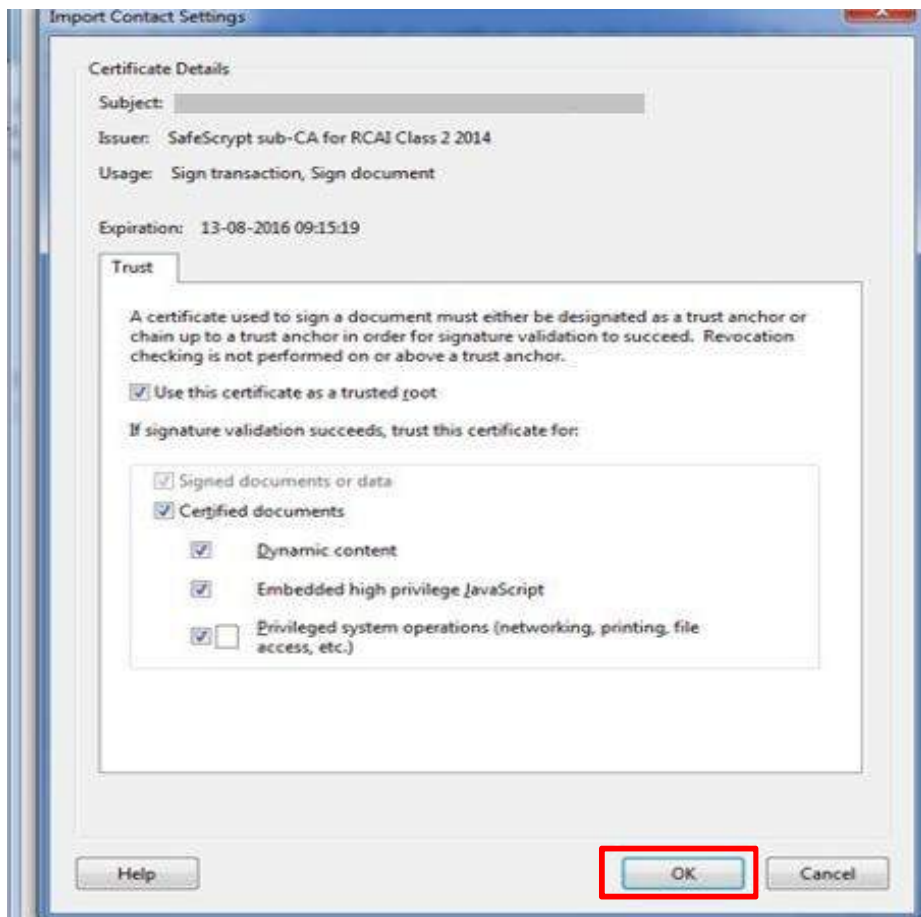 Import Contact Settings
Certificate Details
Subject:
Issuer: SafeScrypt sub-CA for RCAI Class 2 2014
Usage: Sign transaction, Sign document
Expiration: 13-08-2016 09:15:19
Trust
A certificate used to sign a document must either be designated as a trust anchor or
chain up to a trust anchor in order for signature validation to succeed. Revocation
checking is not performed on or above a trust anchor.
Use this certificate as a trusted root
If signature validation succeeds, trust this certificate for:
Signed documents or data
Certified documents
Dynamic content
Embedded high privilege JavaScript
Privileged system operations (networking, printing, file
access, etc.)
Help
OK
Cancel